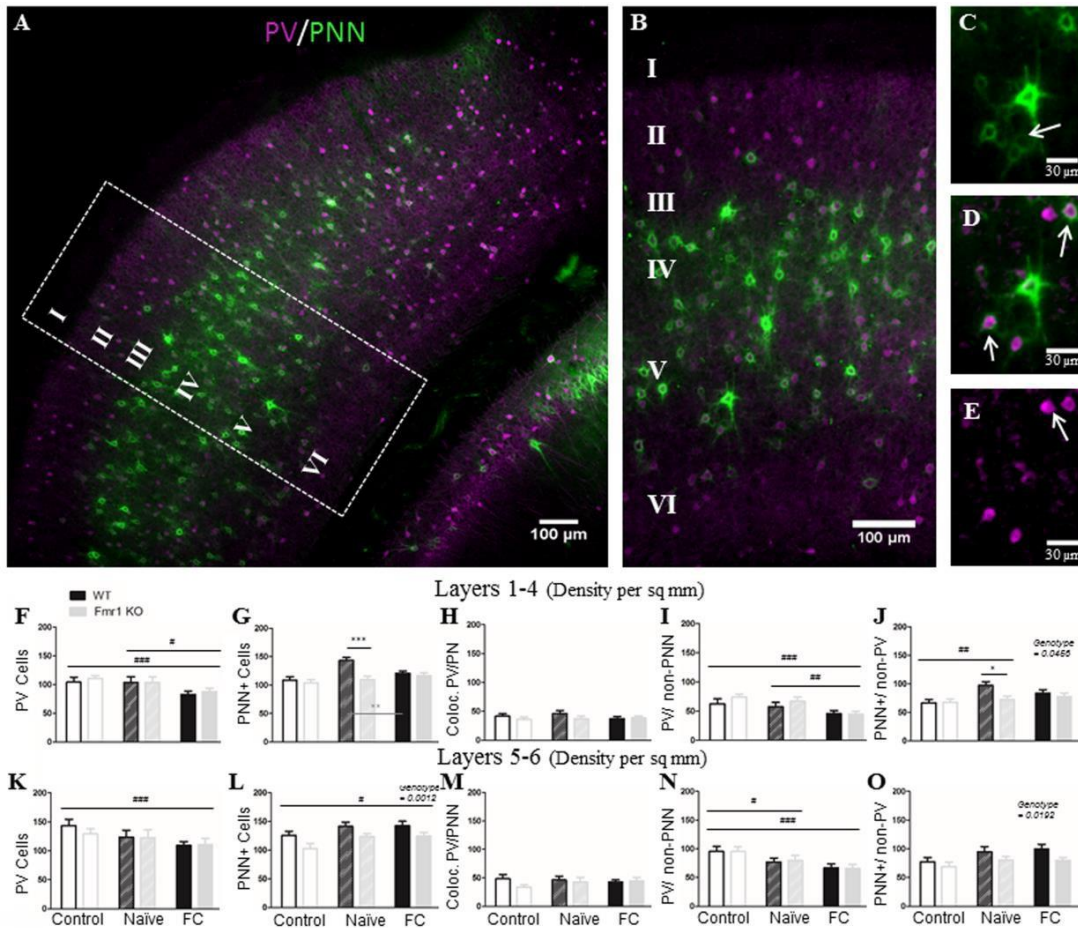 A
PV/PNN
I
II
III
IV
V
VI
100 µm
B
I
II
III
IV
V
VI
100 µm
C
30 µm
D
30 µm
E
30 µm
Layers 1-4 (Density per sq mm)
WT
Fmr1 KO
F
PV Cells
200
150
100
50
0
#
###
G
PNN+ Cells
200
150
100
50
0
***
**
H
Coloc. PV/PN
200
150
100
50
0
I
PV/ non-PNN
200
150
100
50
0
###
##
J
PNN+/ non-PV
200
150
100
50
0
##
*
Genotype
= 0.0456
Layers 5-6 (Density per sq mm)
K
PV Cells
200
150
100
50
0
###
Control Naïve FC
L
PNN+ Cells
200
150
100
50
0
#
Genotype
= 0.0012
Control Naïve FC
M
Coloc. PV/PNN
200
150
100
50
0
Control Naïve FC
N
PV/ non-PNN
200
150
100
50
0
#
###
Control Naïve FC
O
PNN+/ non-PV
200
150
100
50
0
Genotype
= 0.0192
Control Naïve FC